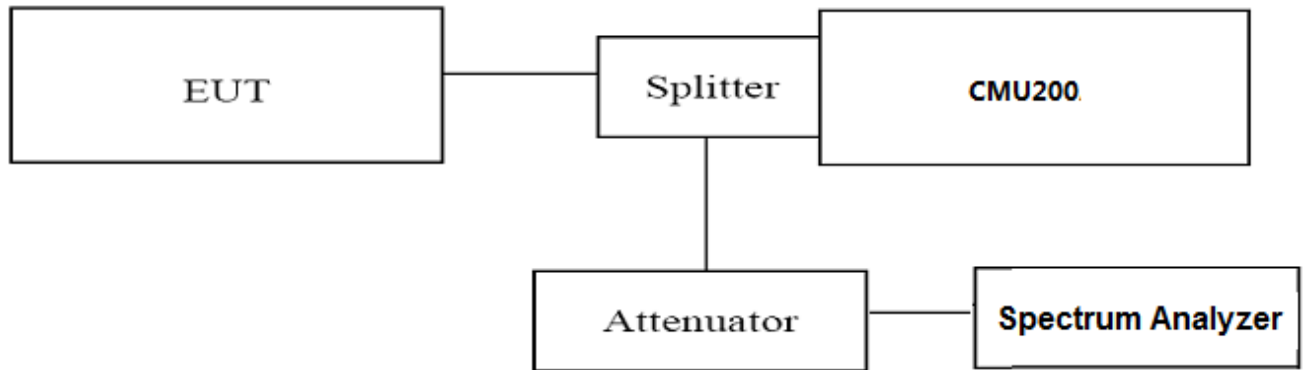 EUT
Splitter
CMU200.
Attenuator
Spectrum Analyzer